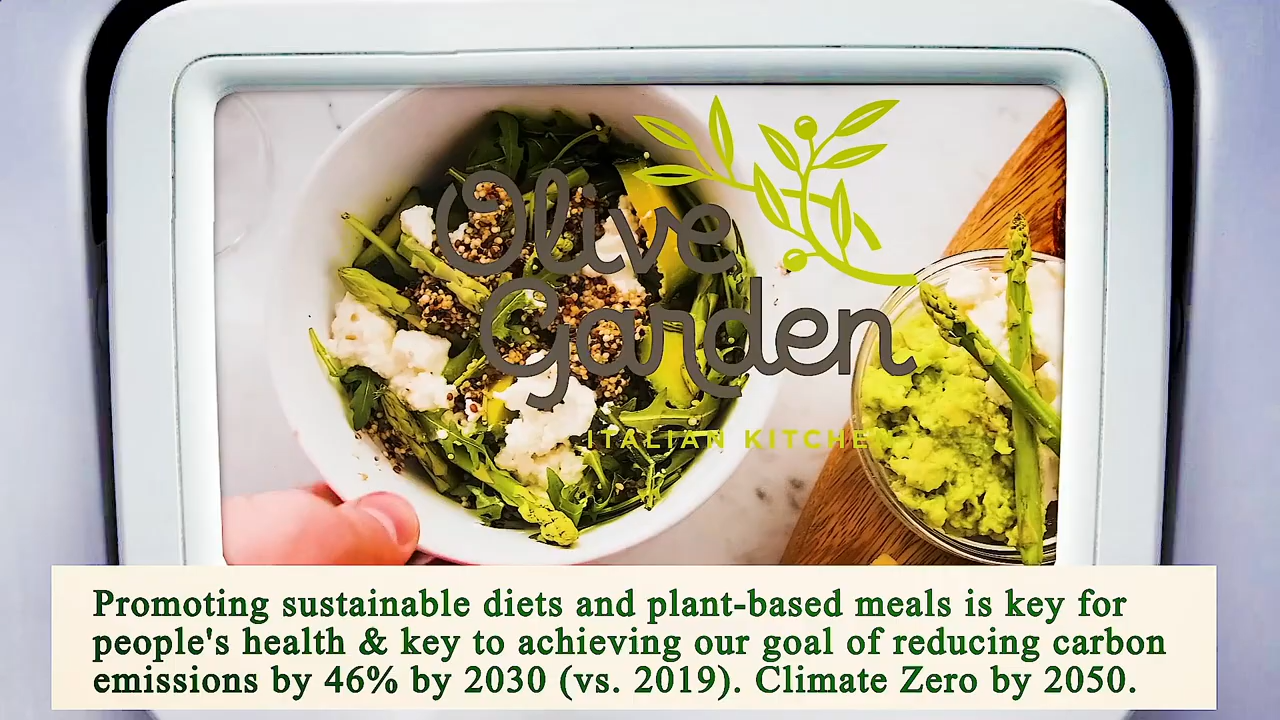 Olive
Garden
ITALIAN KITCHEN
Promoting sustainable diets and plant-based meals is key for
people's health & key to achieving our goal of reducing carbon
emissions by 46% by 2030 (vs. 2019). Climate Zero by 2050.